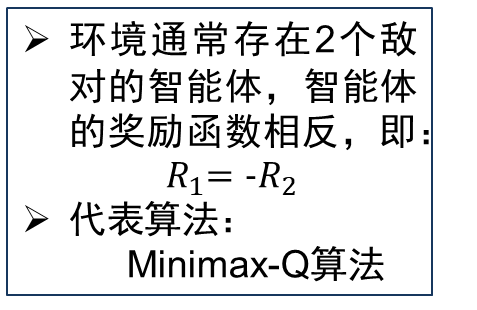 ➢ 环境通常存在2个敌
对的智能体，智能体
的奖励函数相反，即：
R₁= -R₂
➢ 代表算法：
Minimax-Q算法